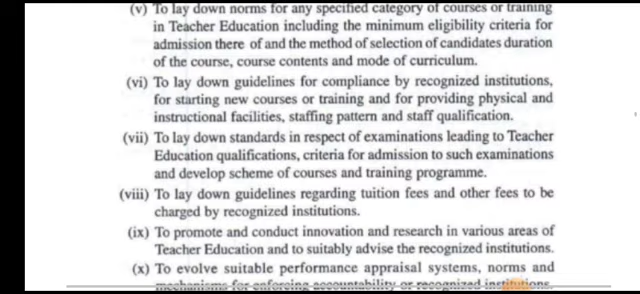 (v) To lay down norms for any specified category of courses or training
in Teacher Education including the minimum eligibility criteria for
admission there of and the method of selection of candidates duration
of the course, course contents and mode of curriculum.
(vi) To lay down guidelines for compliance by recognized institutions,
for starting new courses or training and for providing physical and
instructional facilities, staffing pattern and staff qualification.
(vii) To lay down standards in respect of examinations leading to Teacher
Education qualifications, criteria for admission to such examinations
and develop scheme of courses and training programme.
(viii) To lay down guidelines regarding tuition fees and other fees to be
charged by recognized institutions.
(ix) To promote and conduct innovation and research in various areas of
Teacher Education and to suitably advise the recognized institutions.
(x) To evolve suitable performance appraisal systems, norms and
mechanisms for enforcing accountability or recognized institutions.